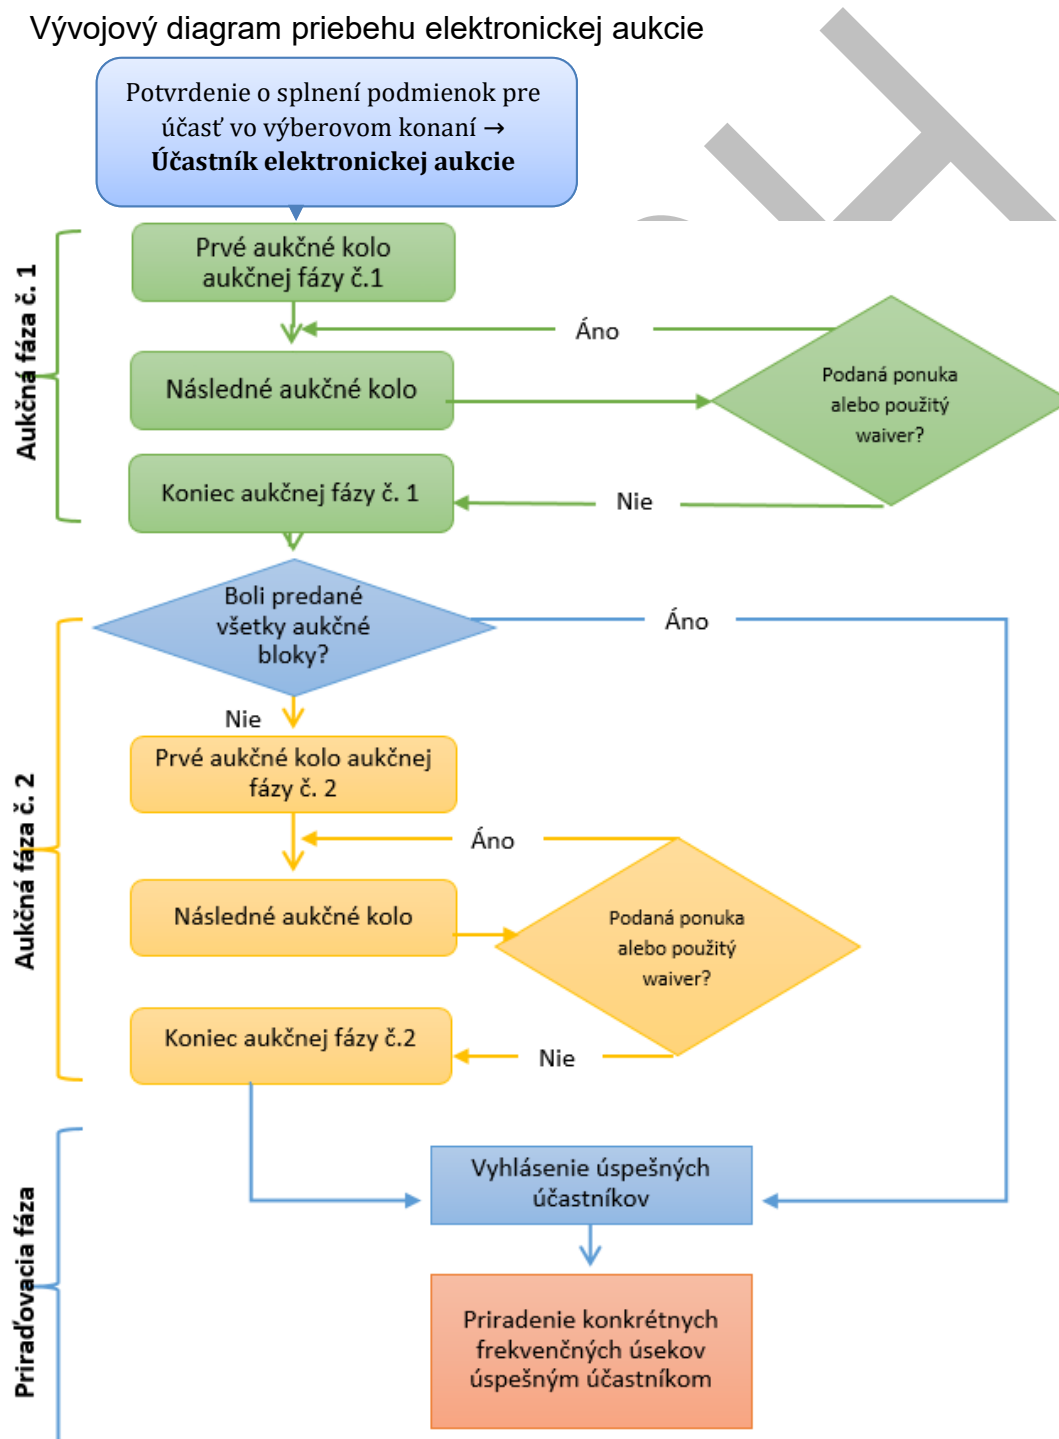 Vývojový diagram priebehu elektronickej aukcie
Potvrdenie o splnení podmienok pre
účasť vo výberovom konaní →
Účastník elektronickej aukcie
Aukčná fáza č. 1
Prvé aukčné kolo
aukčnej fázy č.1
Áno
Následné aukčné kolo
Podaná ponuka
alebo použitý
waiver?
Koniec aukčnej fázy č. 1
Nie
Boli predané
všetky aukčné
bloky?
Áno
Nie
Aukčná fáza č. 2
Prvé aukčné kolo aukčnej
fázy č. 2
Áno
Následné aukčné kolo
Podaná ponuka
alebo použitý
waiver?
Koniec aukčnej fázy č.2
Nie
Priraďovacia fáza
Vyhlásenie úspešných
účastníkov
Priradenie konkrétnych
frekvenčných úsekov
úspešným účastníkom